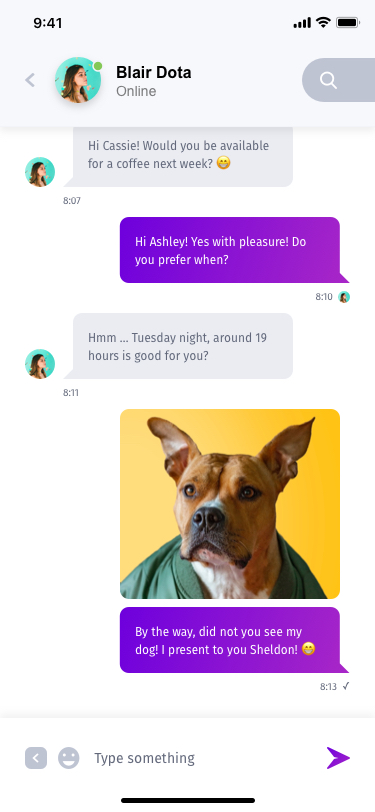 9:41
Blair Dota
Online
Hi Cassie! Would you be available
for a coffee next week? 😁
8:07
Hi Ashley! Yes with pleasure! Do
you prefer when?
8:10
Hmm ... Tuesday night, around 19
hours is good for you?
8:11
By the way, did not you see my
dog! I present to you Sheldon! 😁
8:13 ✓
Type something